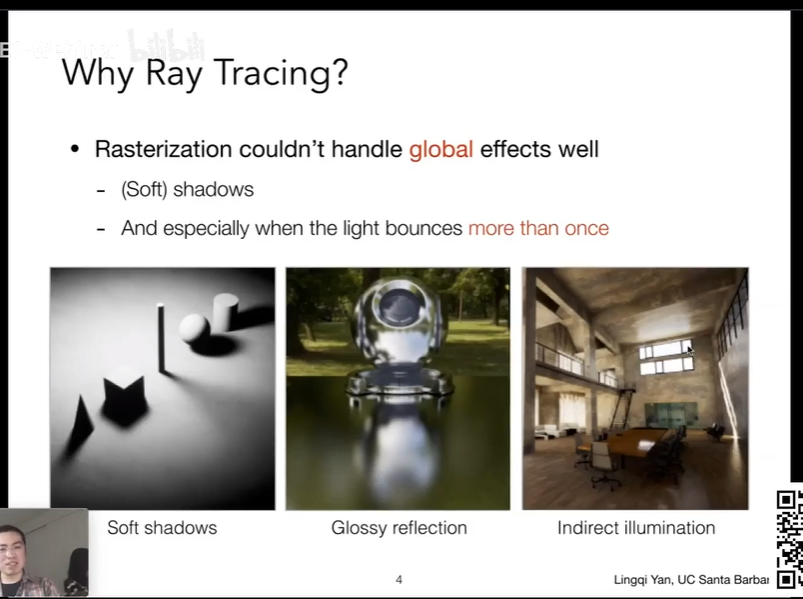 bilibili
Why Ray Tracing?
• Rasterization couldn't handle global effects well
- (Soft) shadows
- And especially when the light bounces more than once
Soft shadows
Glossy reflection
Indirect illumination
4
Lingqi Yan, UC Santa Barbar